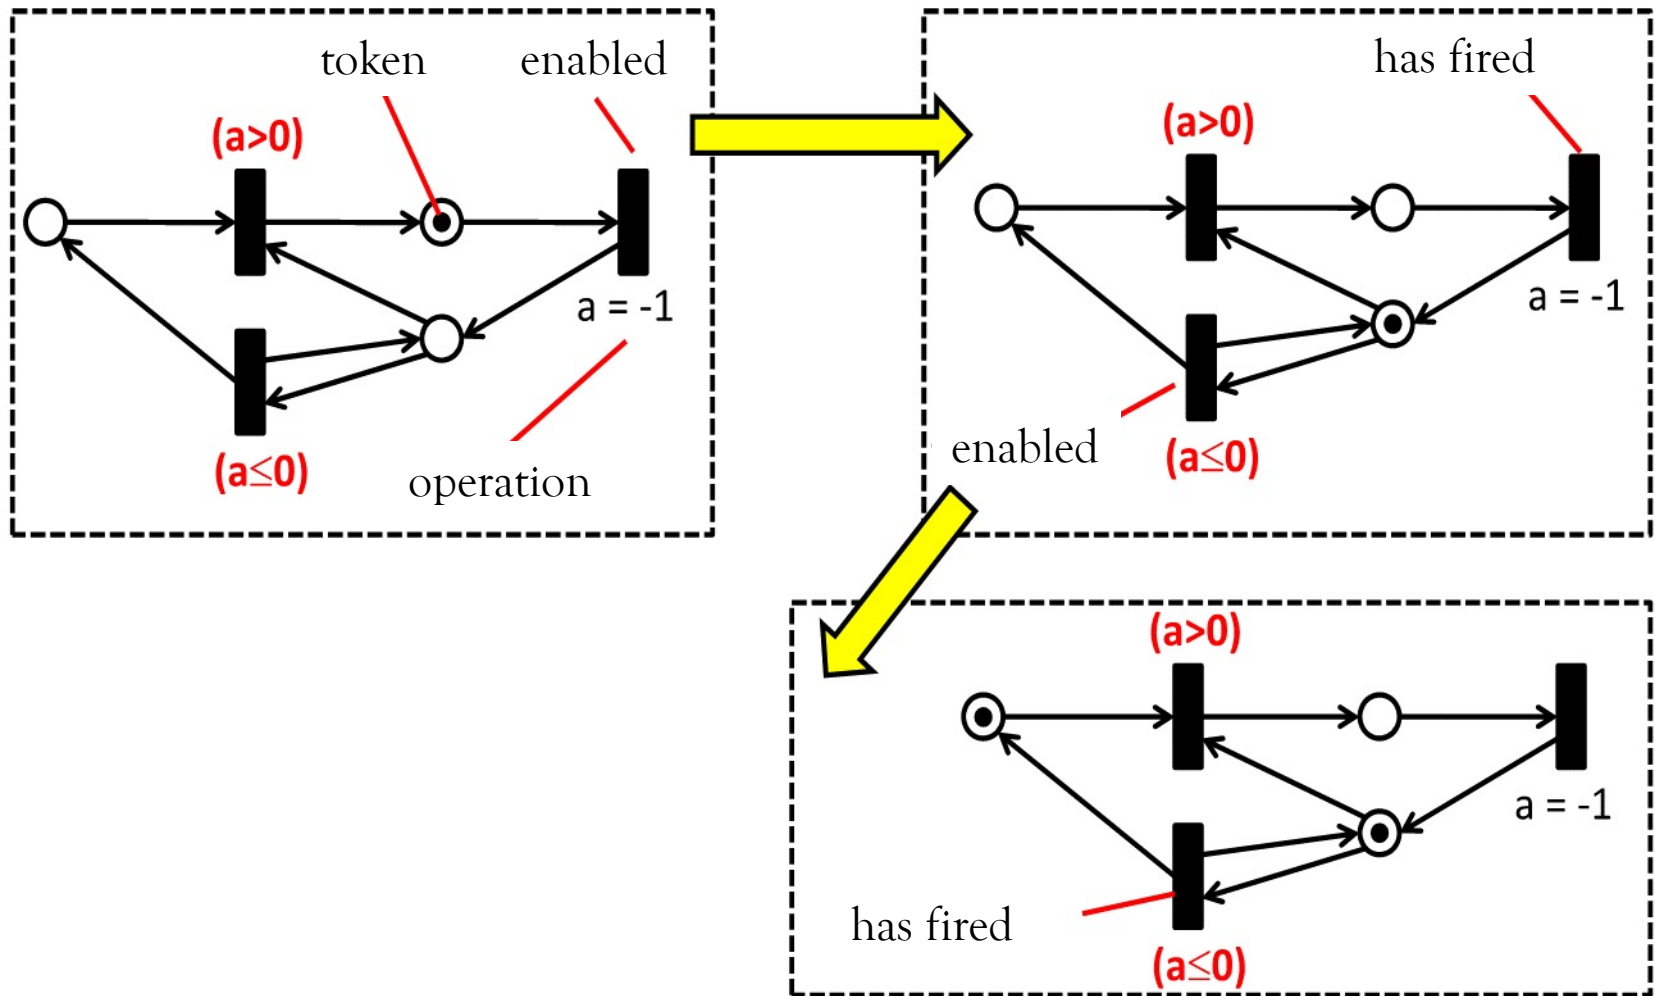 token
enabled
(a>0)
a = -1
(a≤0)
operation
has fired
(a>0)
a = -1
enabled
(a≤0)
(a>0)
a = -1
has fired
(a≤0)